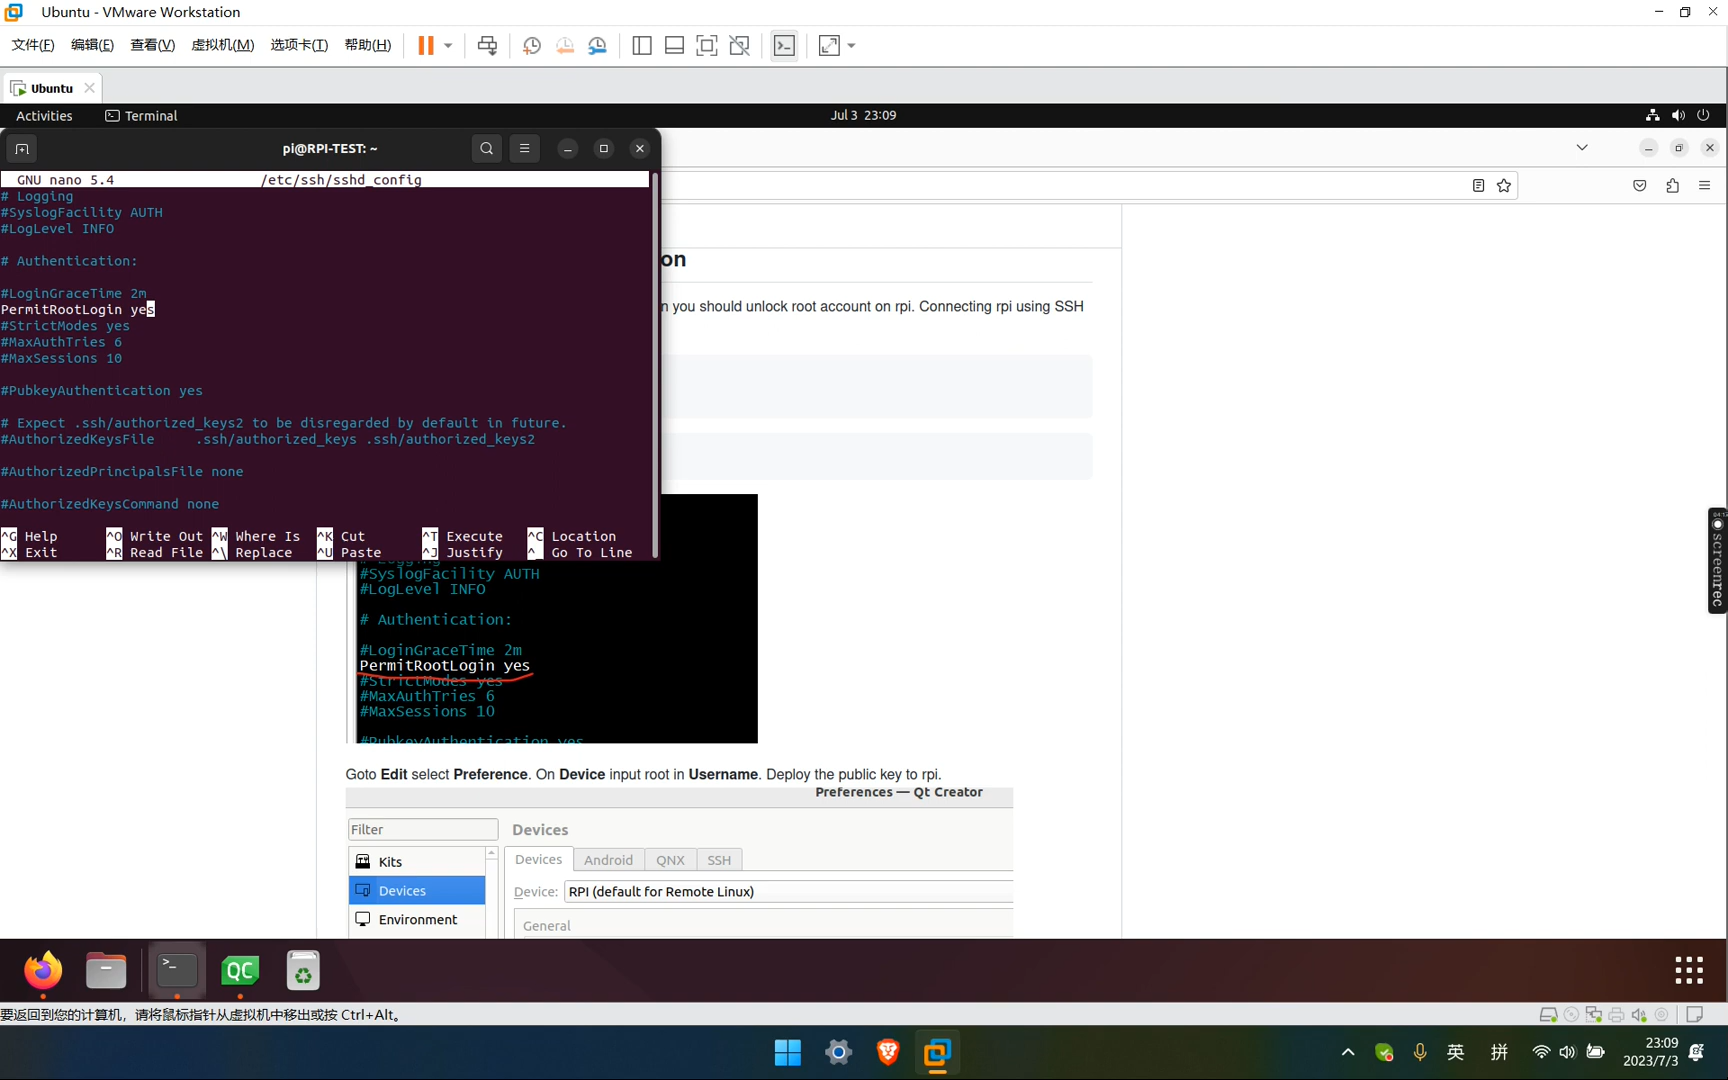 Ubuntu - VMware Workstation
文件(F) 编辑(E) 查看(V) 虚拟机(M) 选项卡(T) 帮助(H)
Ubuntu
Activities Terminal Jul 3 23:09
pi@RPI-TEST: ~
GNU nano 5.4 /etc/ssh/sshd_config
# Logging
#SyslogFacility AUTH
#LogLevel INFO
# Authentication:
#LoginGraceTime 2m
PermitRootLogin yes
#StrictModes yes
#MaxAuthTries 6
#MaxSessions 10
#PubkeyAuthentication yes
# Expect .ssh/authorized_keys2 to be disregarded by default in future.
#AuthorizedKeysFile .ssh/authorized_keys .ssh/authorized_keys2
#AuthorizedPrincipalsFile none
#AuthorizedKeysCommand none
^G Help ^O Write Out ^W Where Is ^K Cut ^T Execute ^C Location
^X Exit ^R Read File ^\ Replace ^U Paste ^J Justify ^_ Go To Line
on
n you should unlock root account on rpi. Connecting rpi using SSH
#SyslogFacility AUTH
#LogLevel INFO
# Authentication:
#LoginGraceTime 2m
PermitRootLogin yes
#StrictModes yes
#MaxAuthTries 6
#MaxSessions 10
#PubkeyAuthentication yes
Goto Edit select Preference. On Device input root in Username. Deploy the public key to rpi.
Preferences — Qt Creator
Filter
Devices
Kits
Devices
Environment
Devices Android QNX SSH
Device: RPI (default for Remote Linux)
General
screenrec
QC
要返回到您的计算机，请将鼠标指针从虚拟机中移出或按 Ctrl+Alt。
英 拼
23:09
2023/7/3